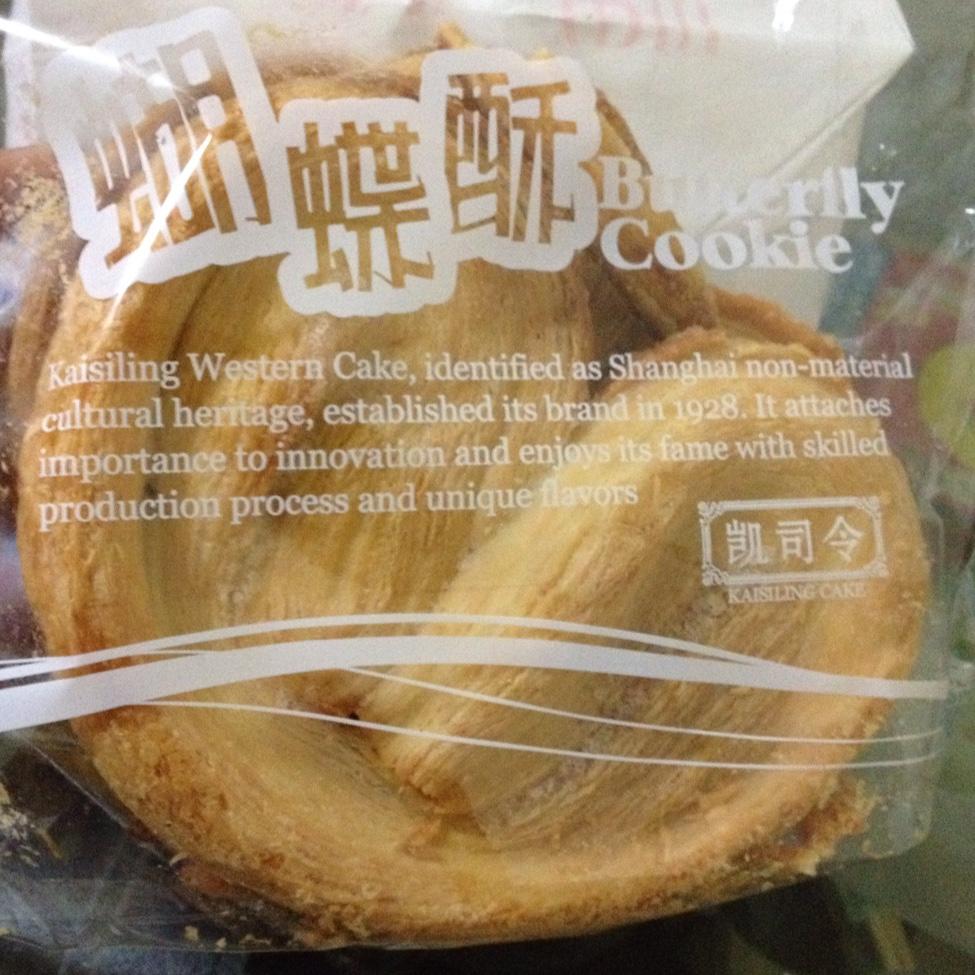 蝴蝶酥
Butterfly
Cookie
Kaisiling Western Cake, identified as Shanghai non-material
cultural heritage, established its brand in 1928. It attaches
importance to innovation and enjoys its fame with skilled
production process and unique flavors
凯司令
KAISILING CAKE